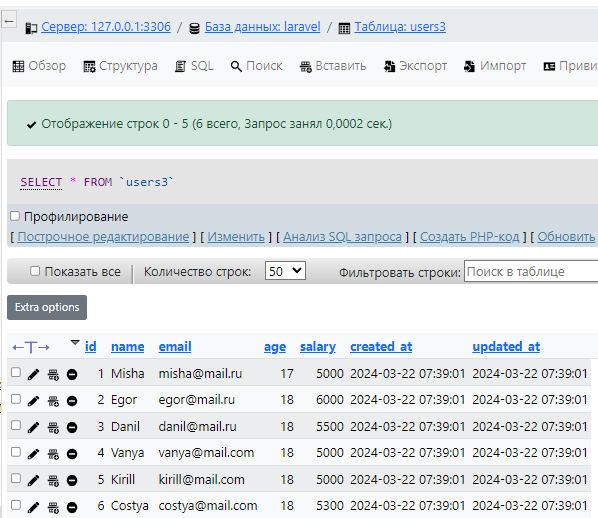 ← Сервер: 127.0.0.1:3306 / База данных: laravel / Таблица: users3
Обзор Структура SQL Поиск Вставить Экспорт Импорт Приви
Отображение строк 0 - 5 (6 всего, Запрос занял 0,0002 сек.)
SELECT * FROM `users3`
Профилирование
[ Построчное редактирование ] [ Изменить ] [ Анализ SQL запроса ] [ Создать PHP-код ] [ Обновить
Показать все Количество строк: 50 Фильтровать строки: Поиск в таблице
Extra options
←T→ id name email age salary created_at updated_at
1 Misha misha@mail.ru 17 5000 2024-03-22 07:39:01 2024-03-22 07:39:01
2 Egor egor@mail.ru 18 6000 2024-03-22 07:39:01 2024-03-22 07:39:01
3 Danil danil@mail.ru 18 5500 2024-03-22 07:39:01 2024-03-22 07:39:01
4 Vanya vanya@mail.com 18 5000 2024-03-22 07:39:01 2024-03-22 07:39:01
5 Kirill kirill@mail.com 18 5000 2024-03-22 07:39:01 2024-03-22 07:39:01
6 Costya costya@mail.com 18 5300 2024-03-22 07:39:01 2024-03-22 07:39:01